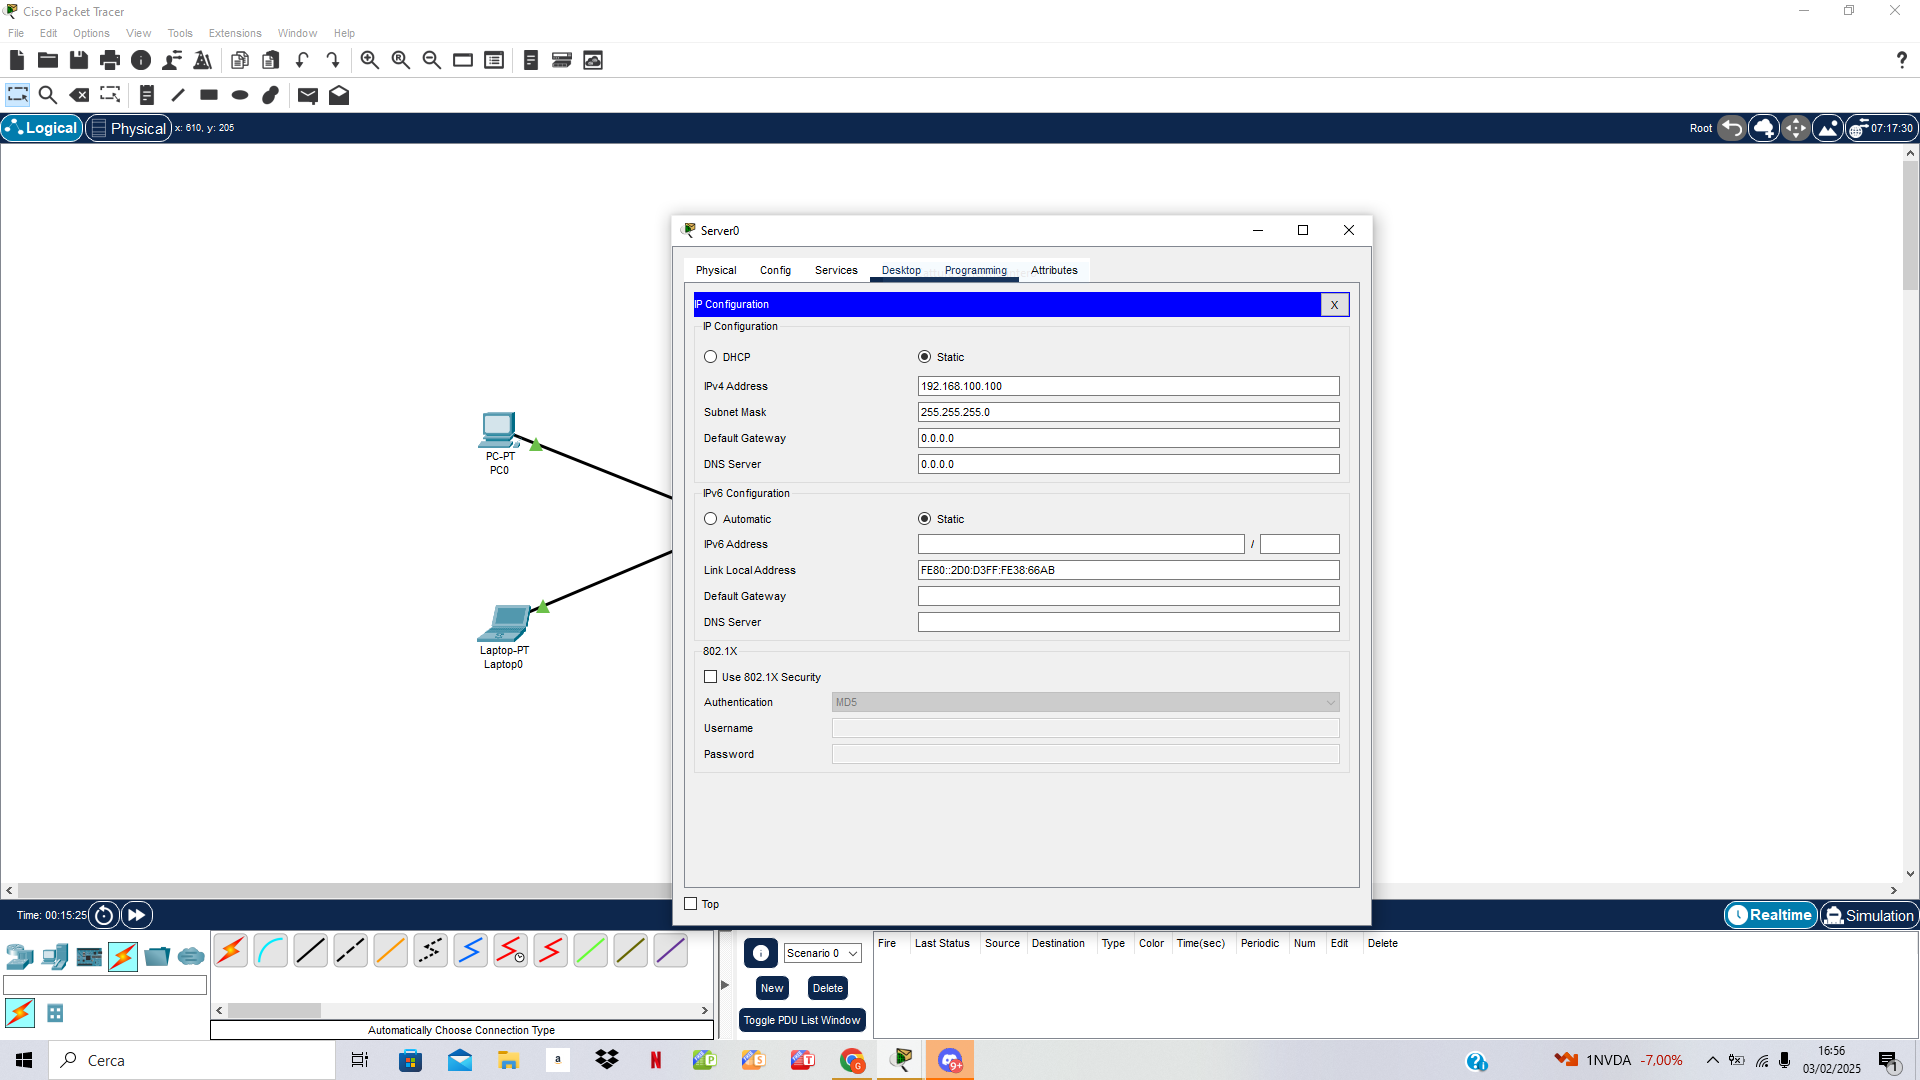 Cisco Packet Tracer
File Edit Options View Tools Extensions Window Help
Logical Physical x: 610, y: 205 Root 07:17:30
Server0
Physical Config Services Desktop Programming Attributes
IP Configuration X
IP Configuration
DHCP Static
IPv4 Address 192.168.100.100
Subnet Mask 255.255.255.0
Default Gateway 0.0.0.0
DNS Server 0.0.0.0
IPv6 Configuration
Automatic Static
IPv6 Address /
Link Local Address FE80::2D0:D3FF:FE38:66AB
Default Gateway
DNS Server
802.1X
Use 802.1X Security
Authentication MD5
Username
Password
Top
PC-PT
PC0
Laptop-PT
Laptop0
Time: 00:15:25 Realtime Simulation
Scenario 0
New Delete
Toggle PDU List Window
Fire Last Status Source Destination Type Color Time(sec) Periodic Num Edit Delete
Automatically Choose Connection Type
Cerca
1NVDA -7,00%
16:56
03/02/2025